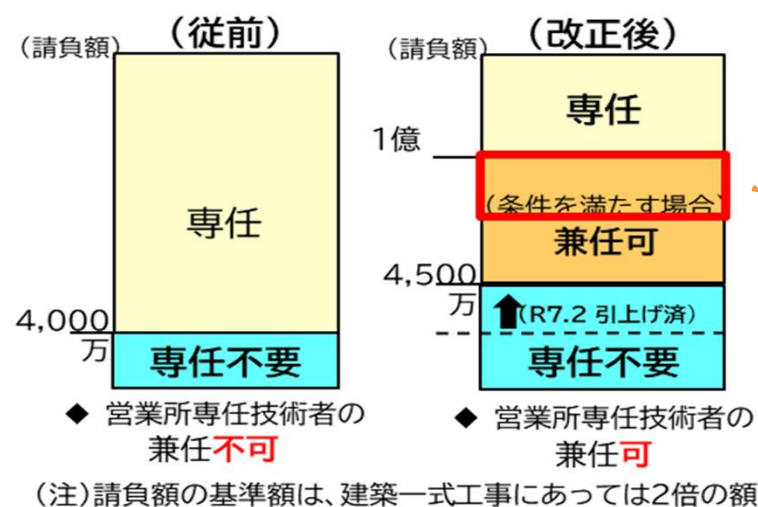 （従前）
（請負額）
専任
4,000
万
専任不要
◆ 営業所専任技術者の
兼任不可
（改正後）
（請負額）
専任
1億
（条件を満たす場合）
兼任可
4,500
万
（R7.2 引上げ済）
専任不要
◆ 営業所専任技術者の
兼任可
（注）請負額の基準額は、建築一式工事にあっては2倍の額